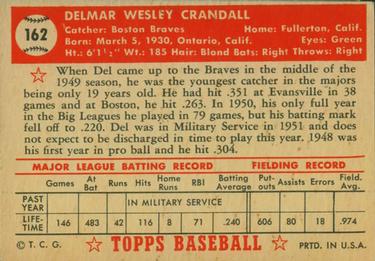 162
DELMAR WESLEY CRANDALL
Catcher: Boston Braves Home: Fullerton, Calif.
Born: March 5, 1930, Ontario, Calif. Eyes: Green
Hgt.: 6'1½" Wt.: 185 Hair: Blond Bats: Right Throws: Right
When Del came up to the Braves in the middle of the
1949 season, he was the youngest catcher in the majors
being only 19 years old. He had hit .351 at Evansville in 38
games and at Boston, he hit .263. In 1950, his only full year
in the Big Leagues he played in 79 games, but his batting mark
fell off to .220. Del was in Military Service in 1951 and does
not expect to be discharged in time to play this year. 1948 was
his first year in pro ball and he hit .304.
MAJOR LEAGUE BATTING RECORD FIELDING RECORD
Games At Bat Runs Hits HR RBI Batting Average Put-outs Assists Errors Field. Avg.
PAST YEAR IN MILITARY SERVICE
LIFE-TIME 146 483 42 116 8 71 .240 606 80 18 .974
© T. C. G. TOPPS BASEBALL PRTD. IN U.S.A.